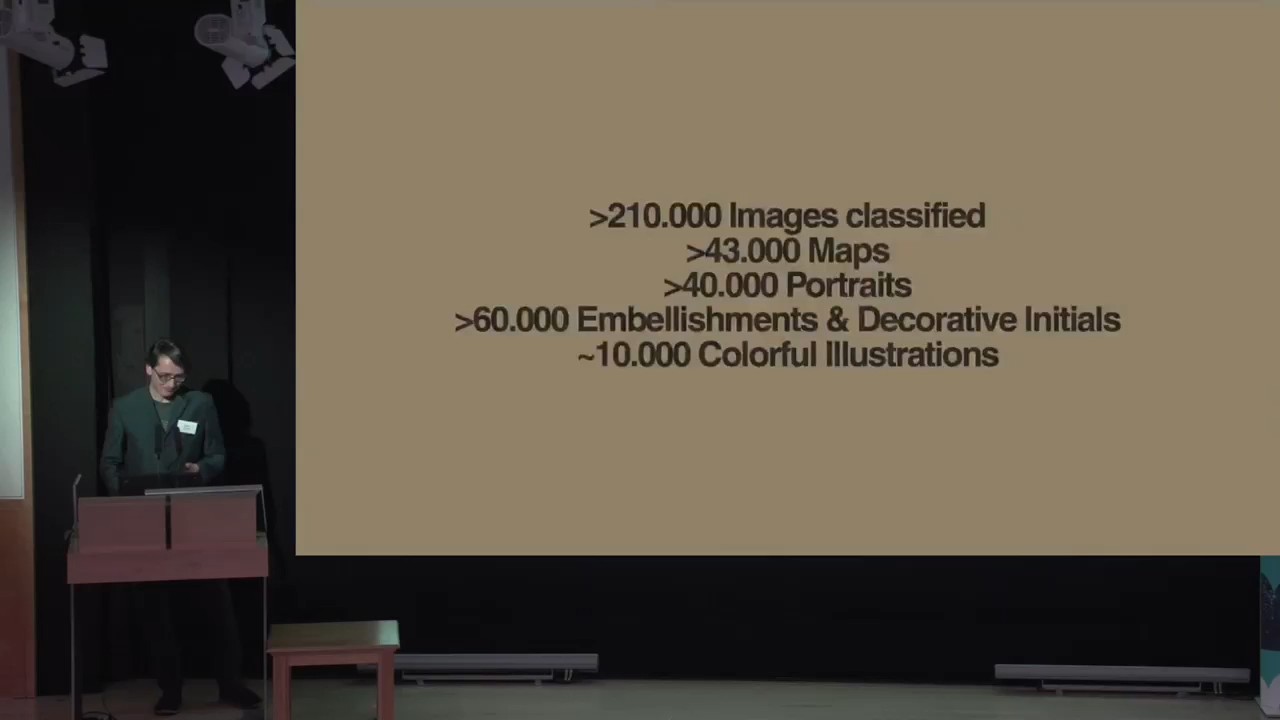 >210.000 Images classified
>43.000 Maps
>40.000 Portraits
>60.000 Embellishments & Decorative Initials
~10.000 Colorful Illustrations